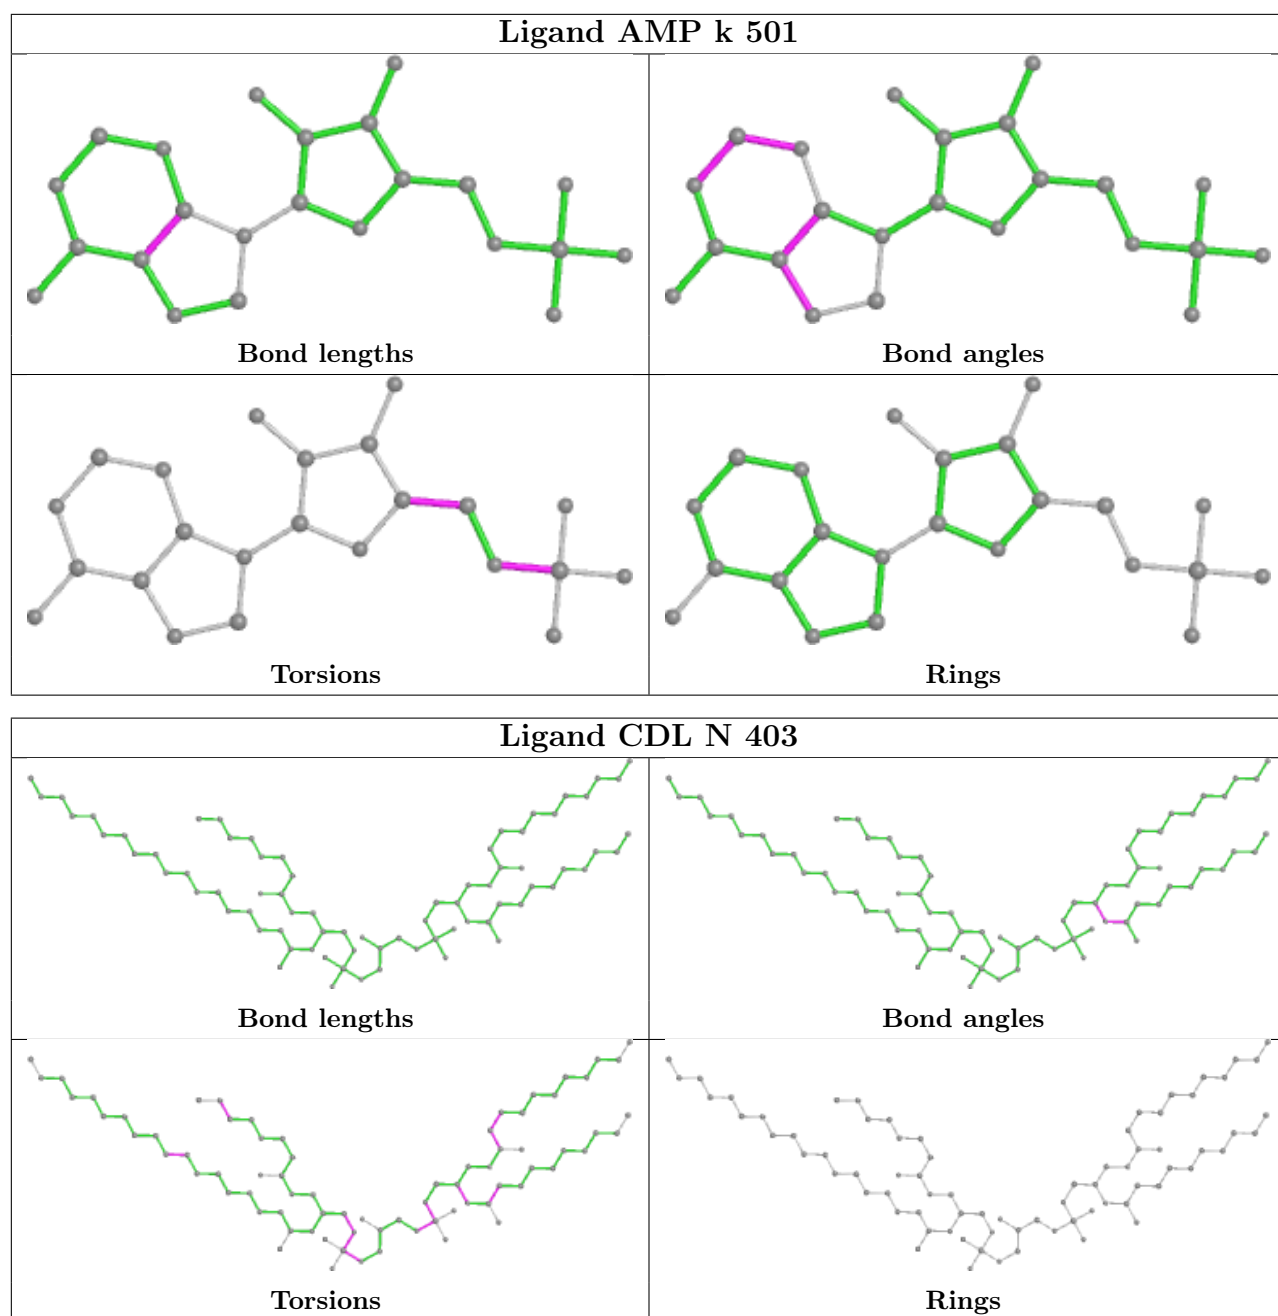 Ligand AMP k 501
Bond lengths
Bond angles
Torsions
Rings
Ligand CDL N 403
Bond lengths
Bond angles
Torsions
Rings